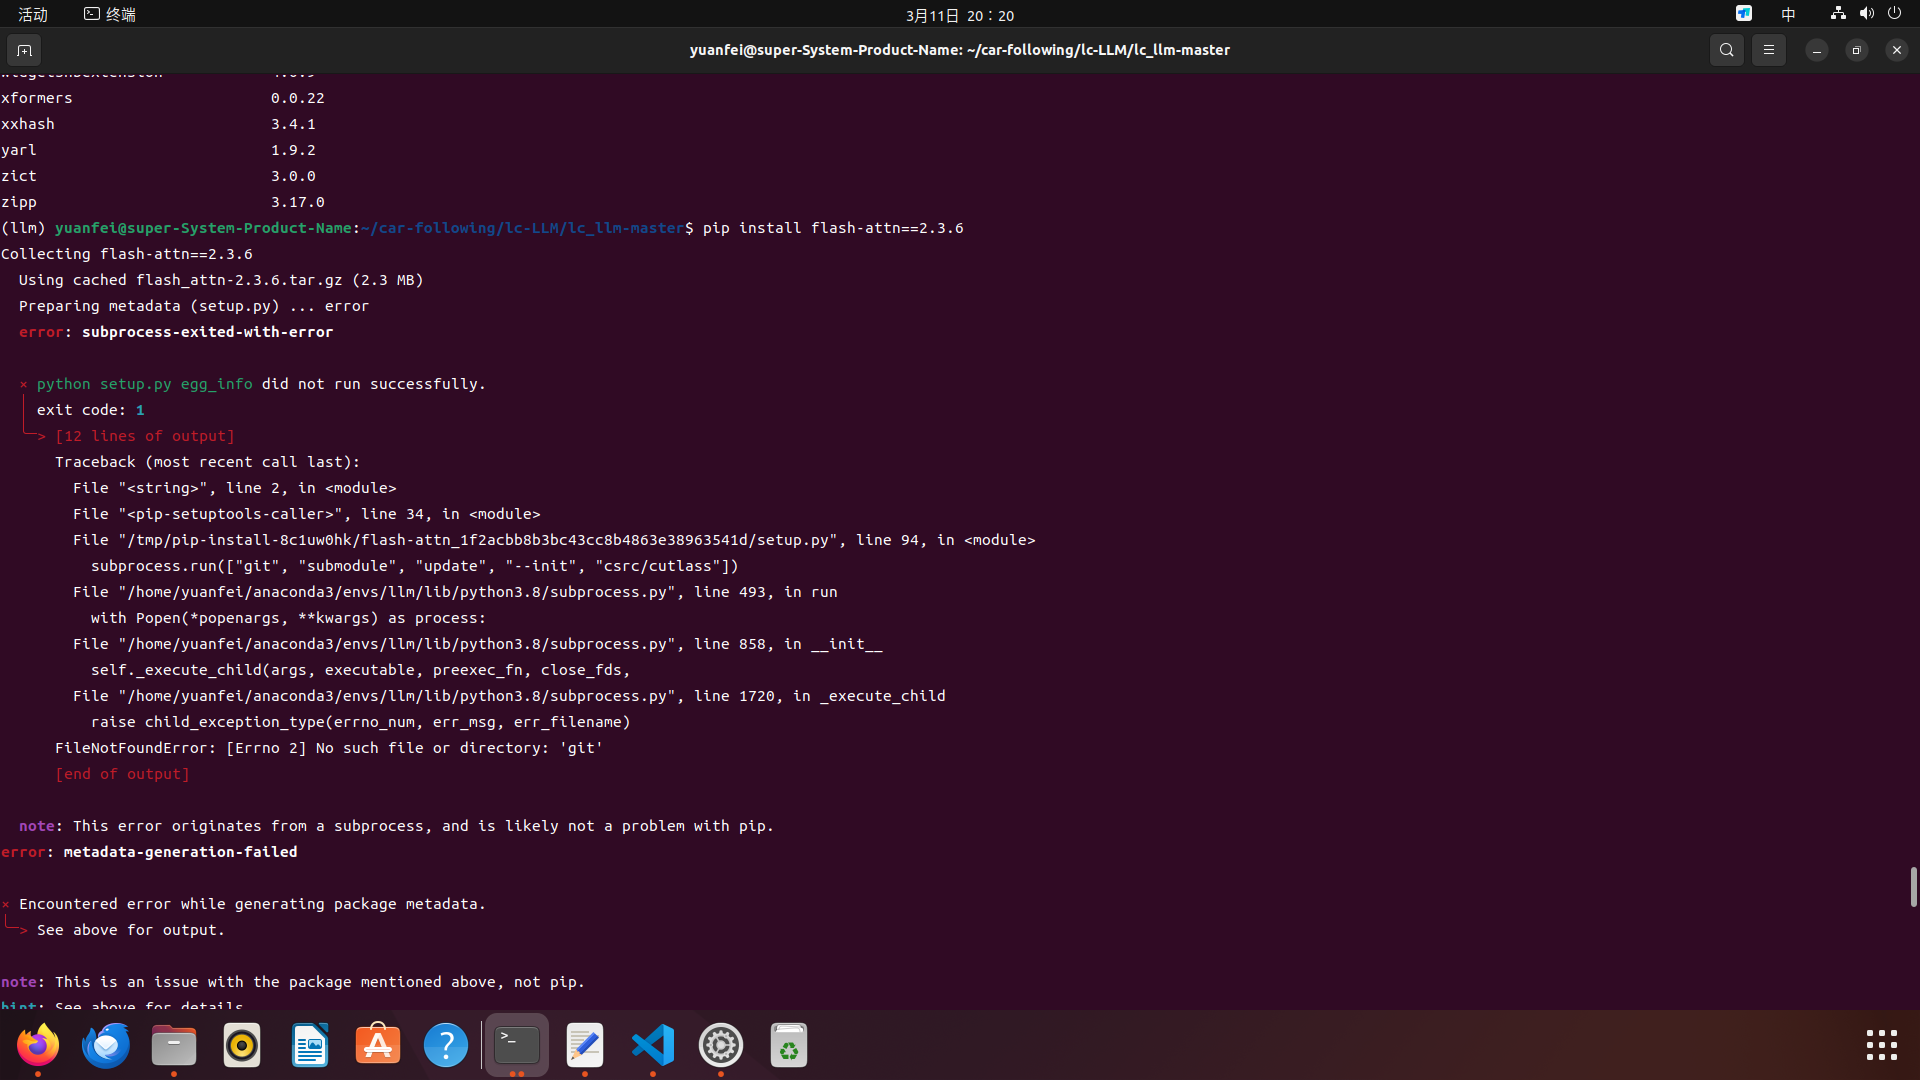 活动 终端 3月11日 20：20 中
yuanfei@super-System-Product-Name: ~/car-following/lc-LLM/lc_llm-master
xformers 0.0.22
xxhash 3.4.1
yarl 1.9.2
zict 3.0.0
zipp 3.17.0
(llm) yuanfei@super-System-Product-Name:~/car-following/lc-LLM/lc_llm-master$ pip install flash-attn==2.3.6
Collecting flash-attn==2.3.6
Using cached flash_attn-2.3.6.tar.gz (2.3 MB)
Preparing metadata (setup.py) ... error
error: subprocess-exited-with-error
× python setup.py egg_info did not run successfully.
│ exit code: 1
╰─> [12 lines of output]
Traceback (most recent call last):
File "<string>", line 2, in <module>
File "<pip-setuptools-caller>", line 34, in <module>
File "/tmp/pip-install-8c1uw0hk/flash-attn_1f2acbb8b3bc43cc8b4863e38963541d/setup.py", line 94, in <module>
subprocess.run(["git", "submodule", "update", "--init", "csrc/cutlass"])
File "/home/yuanfei/anaconda3/envs/llm/lib/python3.8/subprocess.py", line 493, in run
with Popen(*popenargs, **kwargs) as process:
File "/home/yuanfei/anaconda3/envs/llm/lib/python3.8/subprocess.py", line 858, in __init__
self._execute_child(args, executable, preexec_fn, close_fds,
File "/home/yuanfei/anaconda3/envs/llm/lib/python3.8/subprocess.py", line 1720, in _execute_child
raise child_exception_type(errno_num, err_msg, err_filename)
FileNotFoundError: [Errno 2] No such file or directory: 'git'
[end of output]
note: This error originates from a subprocess, and is likely not a problem with pip.
error: metadata-generation-failed
× Encountered error while generating package metadata.
╰─> See above for output.
note: This is an issue with the package mentioned above, not pip.
hint: See above for details.